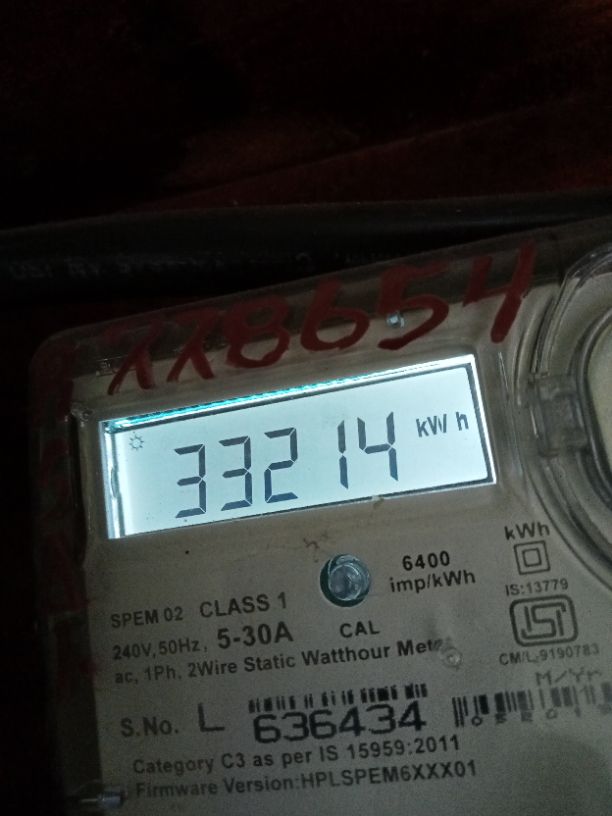 778654
33214 kWh
6400
imp/kWh
kWh
IS:13779
ISI
CM/L-9190783
SPEM 02 CLASS 1
240V,50Hz, 5-30A CAL
ac, 1Ph, 2Wire Static Watthour Meter
M/Yr
S.No. L 636434
Category C3 as per IS 15959:2011
Firmware Version:HPLSPEM6XXX01